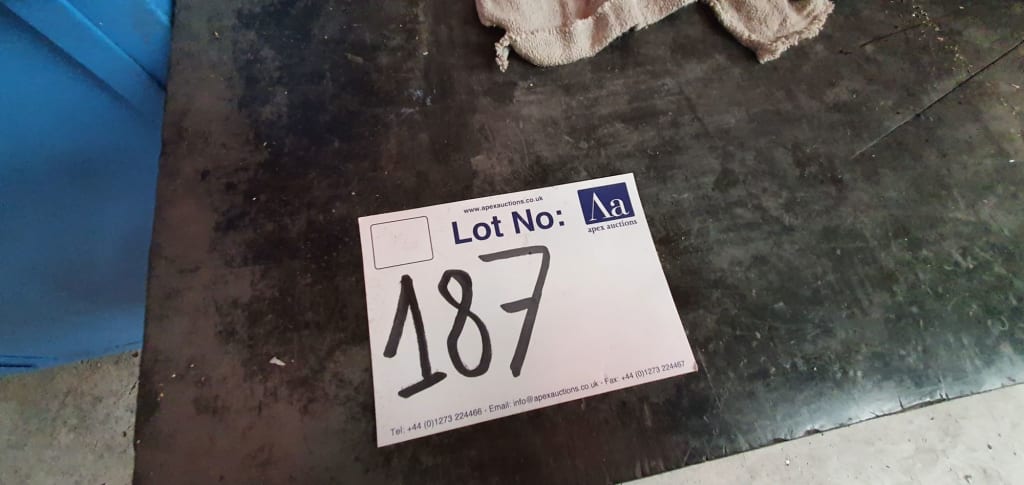 www.apexauctions.co.uk
Lot No:
Aa
apex auctions
187
Tel: +44 (0)1273 224466 - Email: info@apexauctions.co.uk - Fax: +44 (0)1273 224467